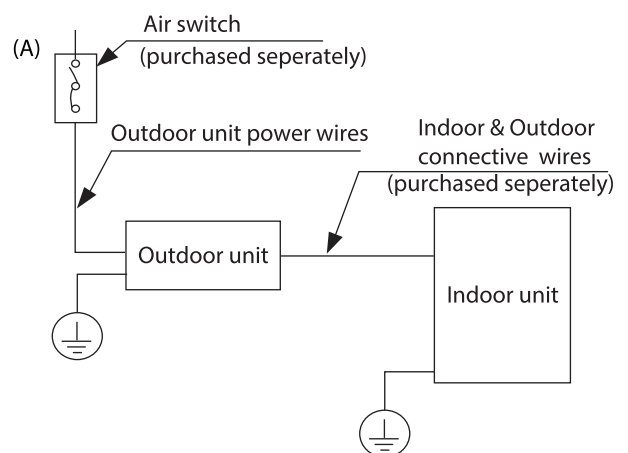 (A)
Air switch
(purchased seperately)
Outdoor unit power wires
Indoor & Outdoor
connective wires
(purchased seperately)
Outdoor unit
Indoor unit